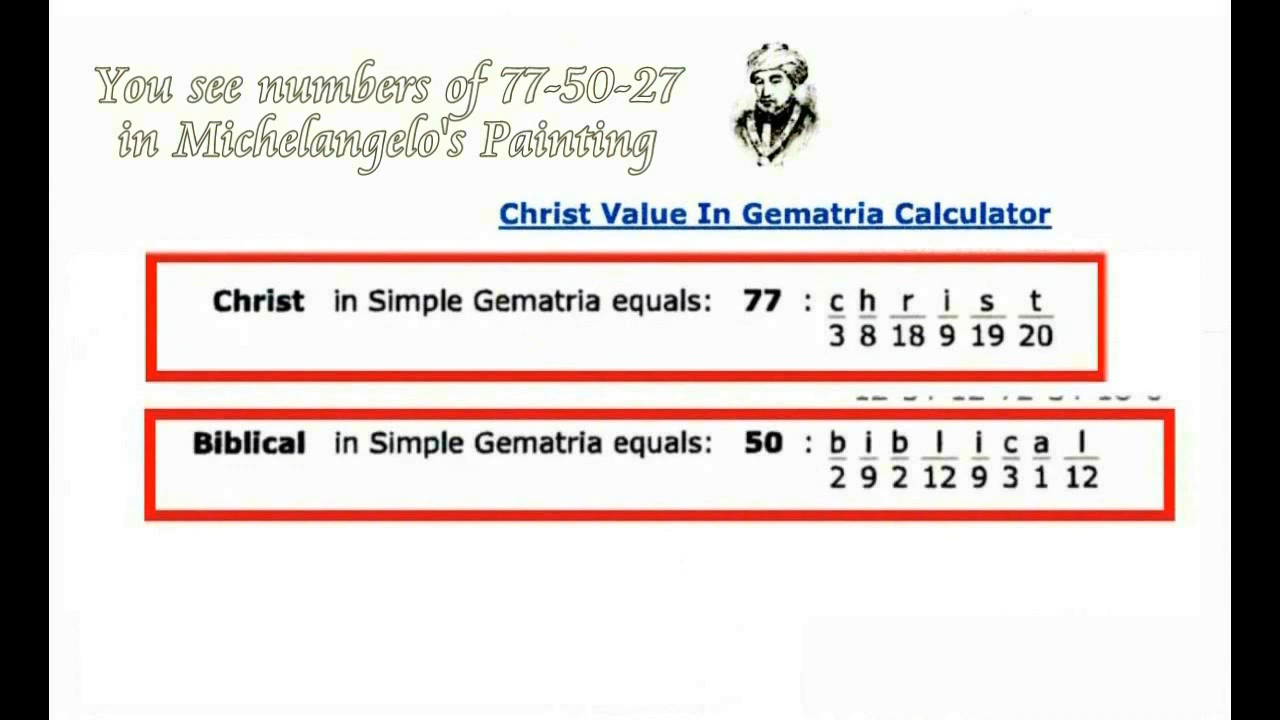 You see numbers of 77-50-27
in Michelangelo's Painting
Christ Value In Gematria Calculator
Christ in Simple Gematria equals: 77 : c h r i s t
3 8 18 9 19 20
Biblical in Simple Gematria equals: 50 : b i b l i c a l
2 9 2 12 9 3 1 12